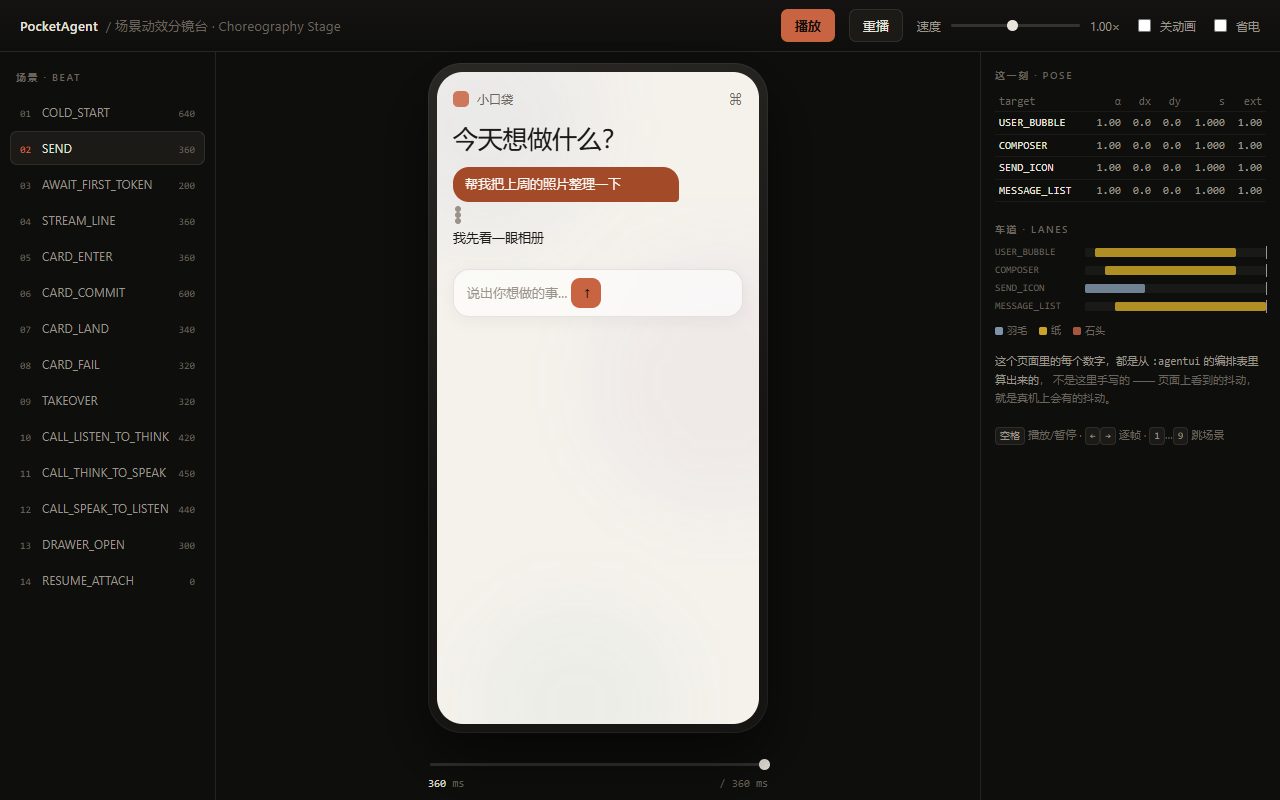 PocketAgent / 场景动效分镜台 · Choreography Stage
播放 重播 速度 1.00× 关动画 省电
场景 · BEAT
01 COLD_START 640
02 SEND 360
03 AWAIT_FIRST_TOKEN 200
04 STREAM_LINE 360
05 CARD_ENTER 360
06 CARD_COMMIT 600
07 CARD_LAND 340
08 CARD_FAIL 320
09 TAKEOVER 320
10 CALL_LISTEN_TO_THINK 420
11 CALL_THINK_TO_SPEAK 450
12 CALL_SPEAK_TO_LISTEN 440
13 DRAWER_OPEN 300
14 RESUME_ATTACH 0
小口袋 ⌘
今天想做什么?
帮我把上周的照片整理一下
我先看一眼相册
说出你想做的事… ↑
360 ms / 360 ms
这一刻 · POSE
target α dx dy s ext
USER_BUBBLE 1.00 0.0 0.0 1.000 1.00
COMPOSER 1.00 0.0 0.0 1.000 1.00
SEND_ICON 1.00 0.0 0.0 1.000 1.00
MESSAGE_LIST 1.00 0.0 0.0 1.000 1.00
车道 · LANES
USER_BUBBLE
COMPOSER
SEND_ICON
MESSAGE_LIST
羽毛 纸 石头
这个页面里的每个数字，都是从 :agentui 的编排表里
算出来的， 不是这里手写的 —— 页面上看到的抖动，
就是真机上会有的抖动。
空格 播放/暂停 · ← → 逐帧 · 1…9 跳场景